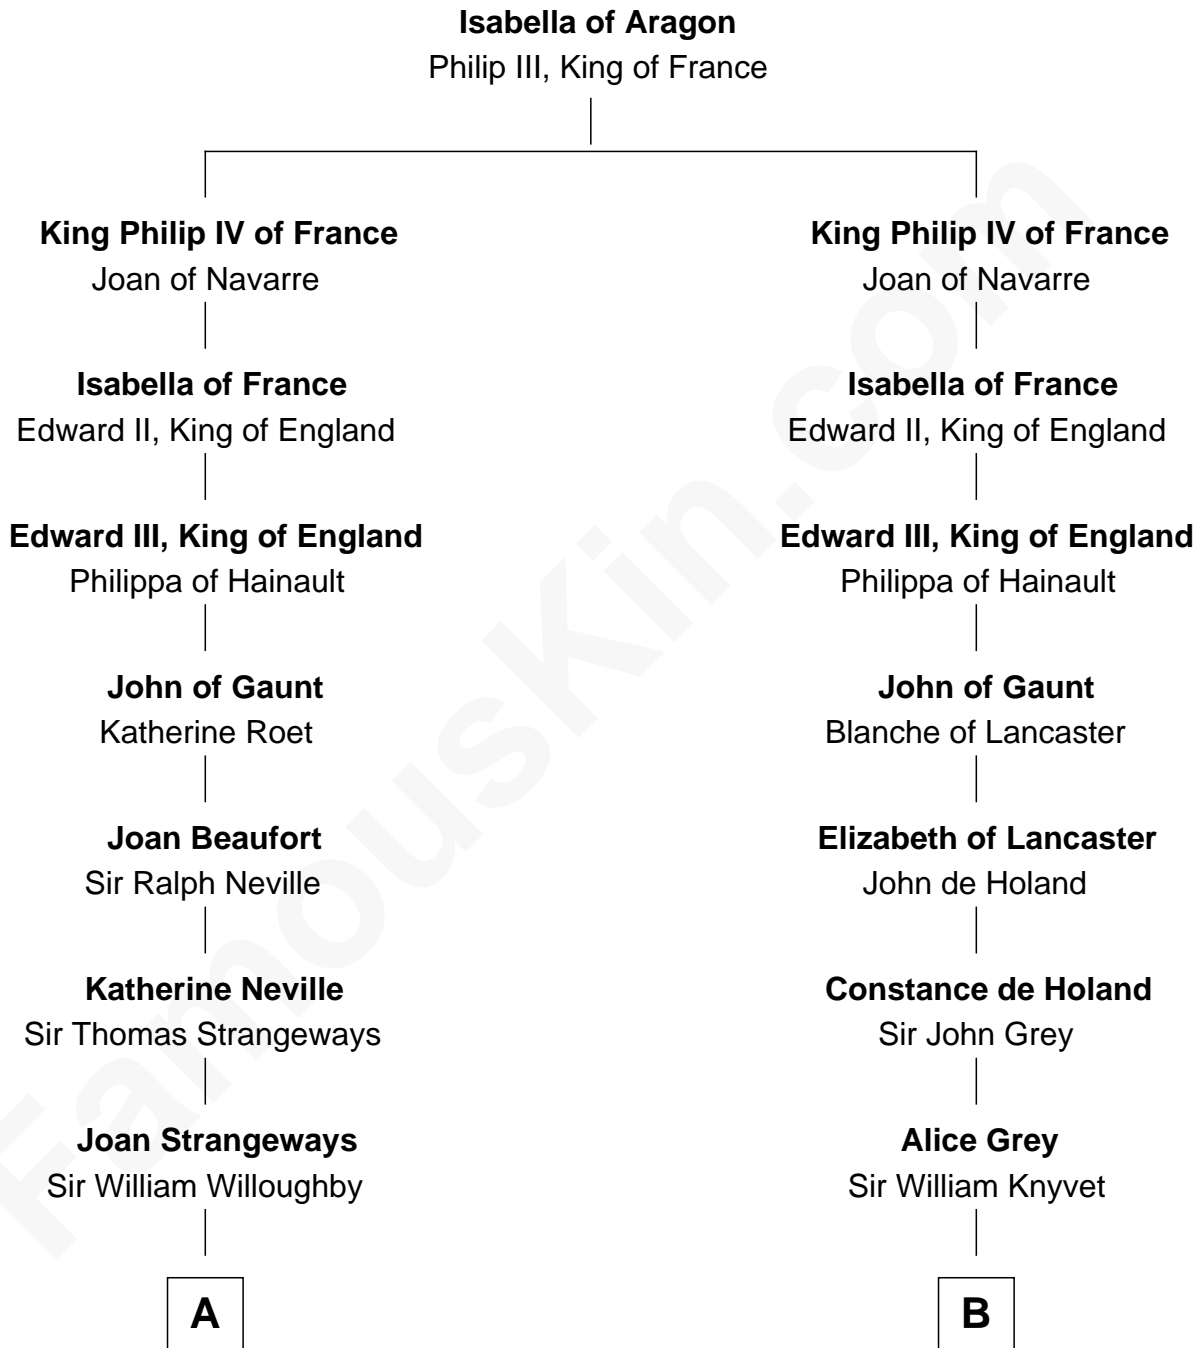 Isabella of Aragon
Philip III, King of France
King Philip IV of France
Joan of Navarre
Isabella of France
Edward II, King of England
Edward III, King of England
Philippa of Hainault
John of Gaunt
Katherine Roet
Joan Beaufort
Sir Ralph Neville
Katherine Neville
Sir Thomas Strangeways
Joan Strangeways
Sir William Willoughby
A
King Philip IV of France
Joan of Navarre
Isabella of France
Edward II, King of England
Edward III, King of England
Philippa of Hainault
John of Gaunt
Blanche of Lancaster
Elizabeth of Lancaster
John de Holand
Constance de Holand
Sir John Grey
Alice Grey
Sir William Knyvet
B
FamousKin.com